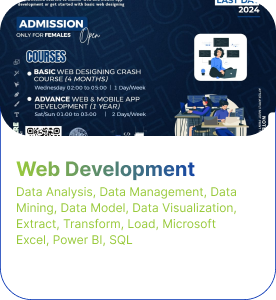 development or get started with basic web designing
LAST DA
2024
ADMISSION
ONLY FOR FEMALES
Open
COURSES
BASIC WEB DESIGNING CRASH
COURSE (4 MONTHS)
Wednesday 02:00 to 05:00 | 1 Day/Week
ADVANCE WEB & MOBILE APP
DEVELOPMENT (2 YEAR)
Sat/Sun 01:00 to 03:00 | 2 Days/Week
Web Development
Data Analysis, Data Management, Data
Mining, Data Model, Data Visualization,
Extract, Transform, Load, Microsoft
Excel, Power BI, SQL